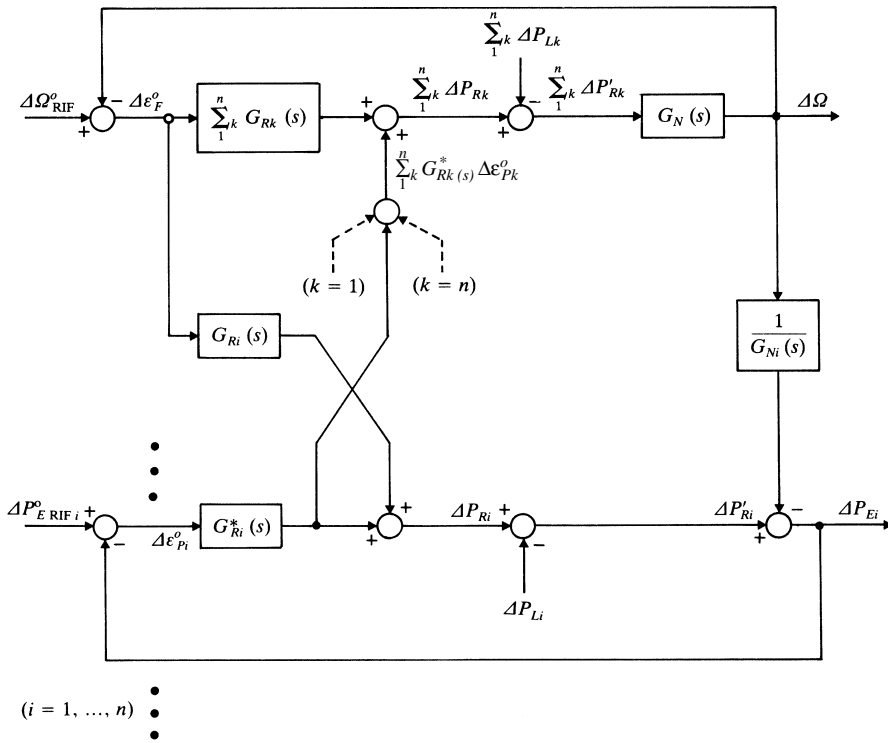 n
∑k ΔP_Lk
1
ΔΩ°_RIF
+
−
Δε°_F
n
∑k G_Rk (s)
1
+
+
n
∑k ΔP_Rk
1
+
−
n
∑k ΔP′_Rk
1
G_N (s)
ΔΩ
n
∑k G*_Rk (s) Δε°_Pk
1
(k = 1)
(k = n)
G_Ri (s)
1
G_Ni (s)
ΔP°_E RIF i
+
−
Δε°_Pi
G*_Ri (s)
+
+
ΔP_Ri
+
−
ΔP_Li
ΔP′_Ri
+
−
ΔP_Ei
(i = 1, ..., n)